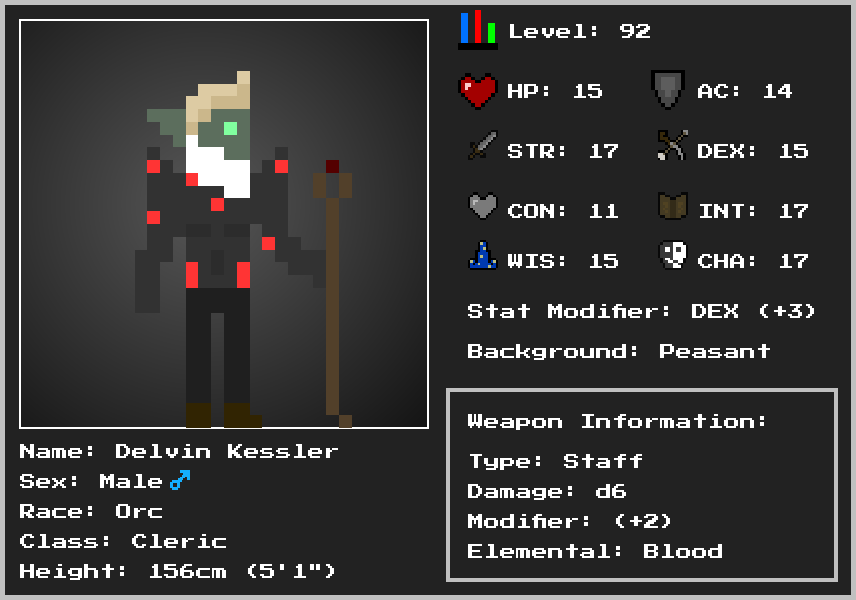 Level: 92
HP: 15 AC: 14
STR: 17 DEX: 15
CON: 11 INT: 17
WIS: 15 CHA: 17
Stat Modifier: DEX (+3)
Background: Peasant
Weapon Information:
Type: Staff
Damage: d6
Modifier: (+2)
Elemental: Blood
Name: Delvin Kessler
Sex: Male ♂
Race: Orc
Class: Cleric
Height: 156cm (5'1")